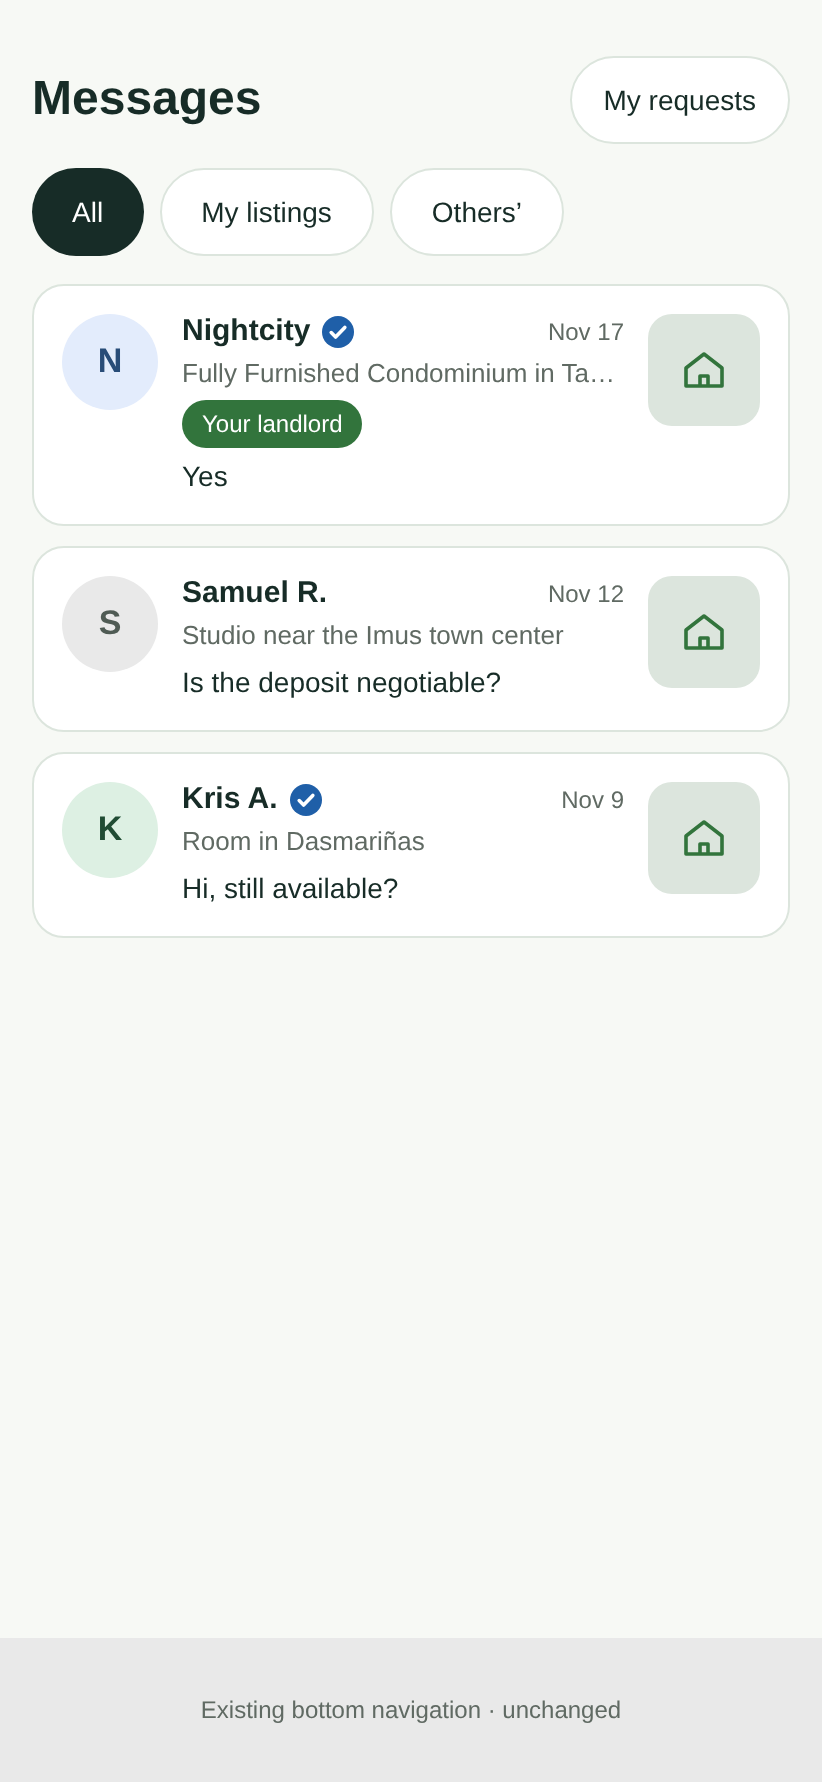 Messages
My requests
All
My listings
Others’
N
Nightcity
Nov 17
Fully Furnished Condominium in Ta…
Your landlord
Yes
S
Samuel R.
Nov 12
Studio near the Imus town center
Is the deposit negotiable?
K
Kris A.
Nov 9
Room in Dasmariñas
Hi, still available?
Existing bottom navigation · unchanged